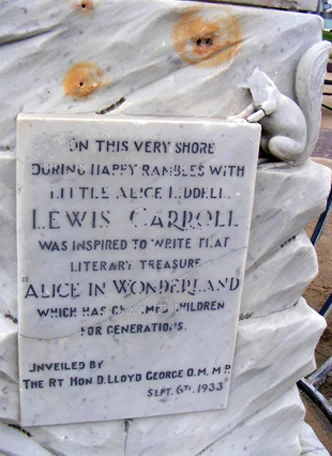 ON THIS VERY SHORE
DURING HAPPY RAMBLES WITH
LITTLE ALICE LIDDELL
LEWIS CARROLL
WAS INSPIRED TO WRITE THAT
LITERARY TREASURE
"ALICE IN WONDERLAND
WHICH HAS CHARMED CHILDREN
FOR GENERATIONS.
UNVEILED BY
THE RT HON. D. LLOYD GEORGE O.M. M.P.
SEPT. 6TH. 1933